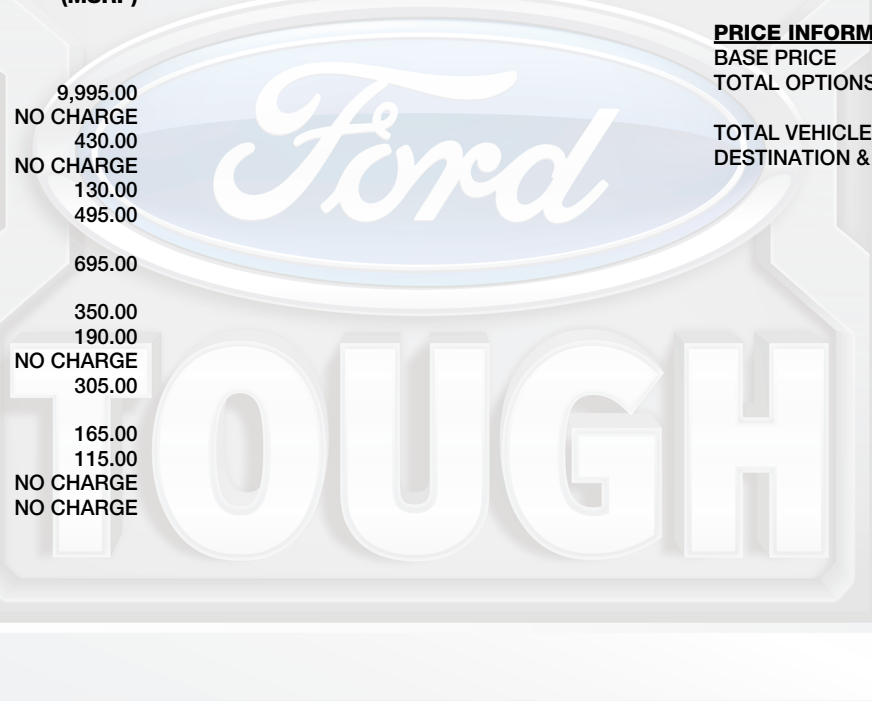 (MSRP)
9,995.00
NO CHARGE
430.00
NO CHARGE
130.00
495.00
695.00
350.00
190.00
NO CHARGE
305.00
165.00
115.00
NO CHARGE
NO CHARGE
PRICE INFORM
BASE PRICE
TOTAL OPTIONS
TOTAL VEHICLE
DESTINATION &
Ford
TOUGH